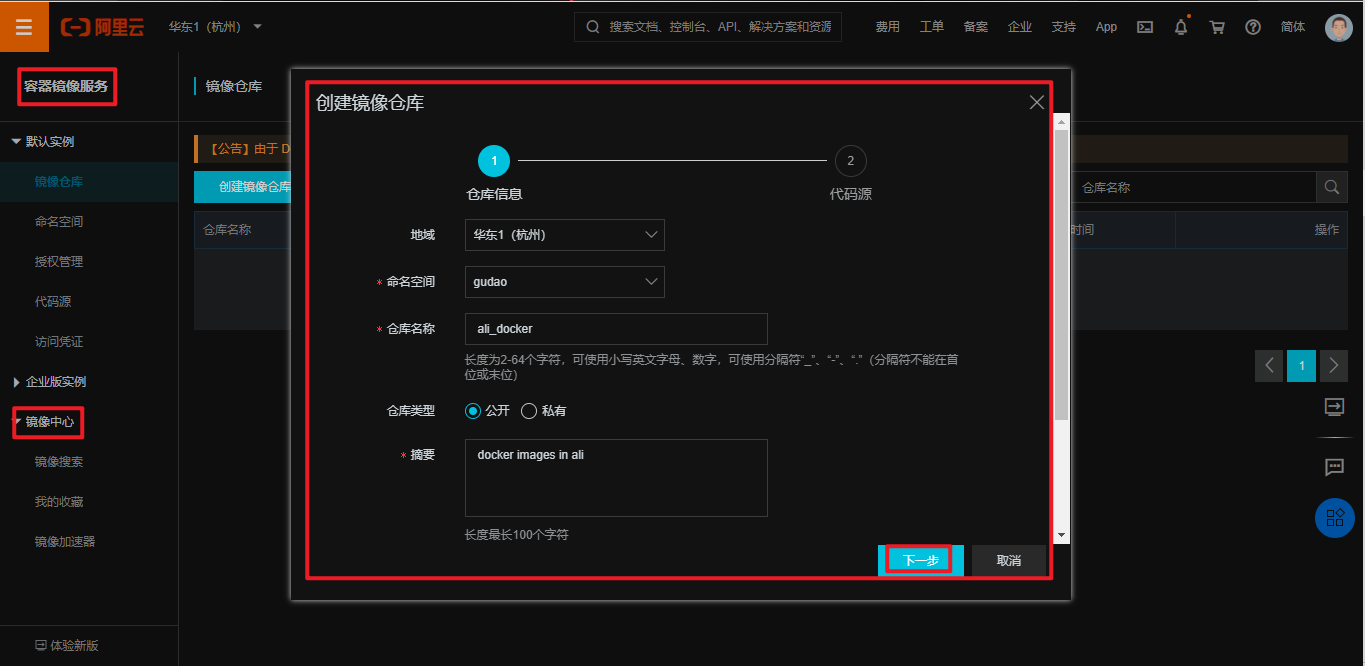 阿里云
华东1（杭州）
搜索文档、控制台、API、解决方案和资源
费用 工单 备案 企业 支持 App 简体
容器镜像服务
默认实例
镜像仓库
命名空间
授权管理
代码源
访问凭证
企业版实例
镜像中心
镜像搜索
我的收藏
镜像加速器
体验新版
镜像仓库
【公告】由于 D
创建镜像仓库
仓库名称
仓库名称
时间
操作
1
创建镜像仓库
1
2
仓库信息
代码源
地域 华东1（杭州）
* 命名空间 gudao
* 仓库名称 ali_docker
长度为2-64个字符，可使用小写英文字母、数字，可使用分隔符“_”、“-”、“.”（分隔符不能在首
位或末位）
仓库类型 公开 私有
* 摘要 docker images in ali
长度最长100个字符
下一步 取消